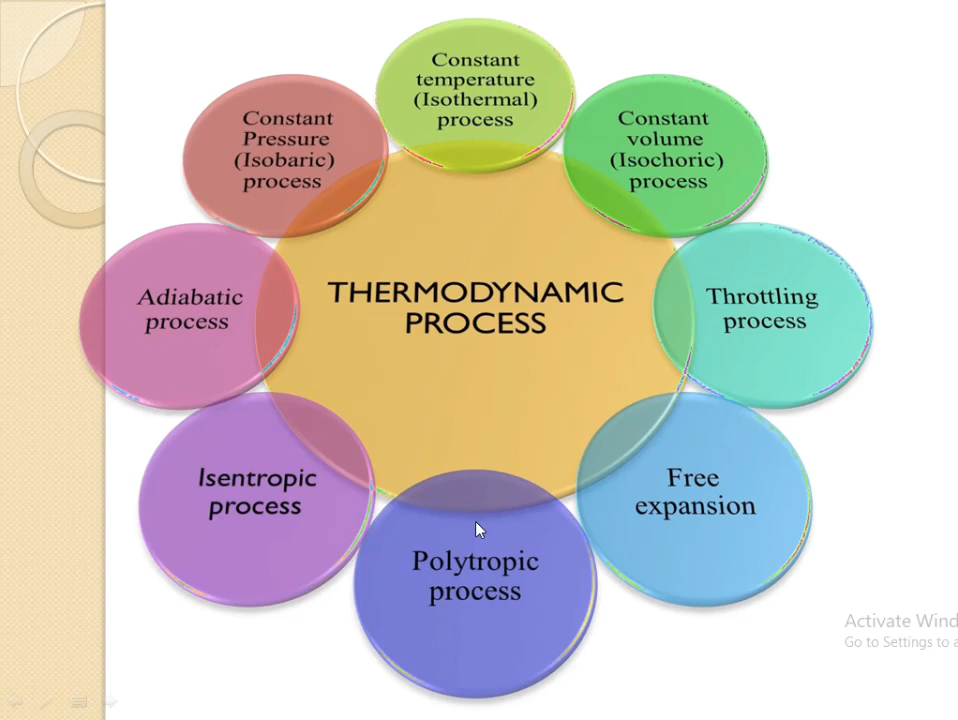 THERMODYNAMIC
PROCESS
Constant
temperature
(Isothermal)
process
Constant
volume
(Isochoric)
process
Throttling
process
Free
expansion
Polytropic
process
Isentropic
process
Adiabatic
process
Constant
Pressure
(Isobaric)
process
Activate Wind
Go to Settings to a